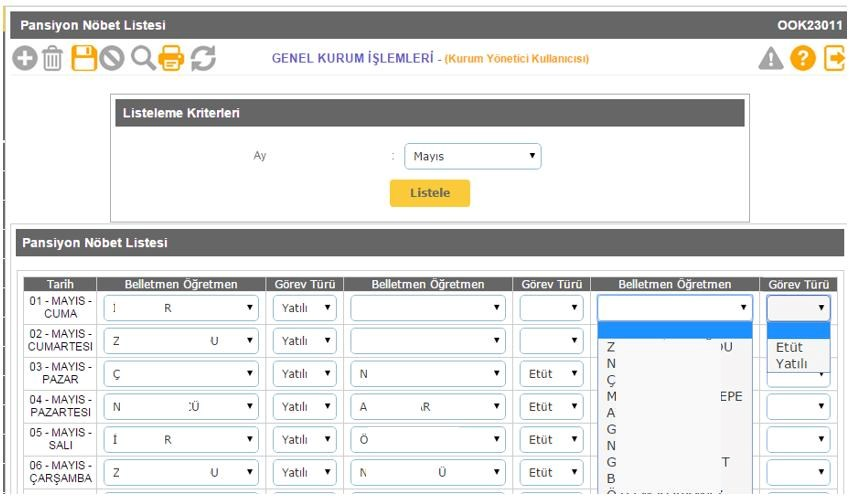 Pansiyon Nöbet Listesi OOK23011
GENEL KURUM İŞLEMLERİ - (Kurum Yönetici Kullanıcısı)
Listeleme Kriterleri
Ay : Mayıs
Listele
Pansiyon Nöbet Listesi
Tarih Belletmen Öğretmen Görev Türü Belletmen Öğretmen Görev Türü Belletmen Öğretmen Görev Türü
01 - MAYIS -
CUMA
R Yatılı
02 - MAYIS -
CUMARTESİ
Z U Yatılı
03 - MAYIS -
PAZAR
Ç Yatılı N Etüt
04 - MAYIS -
PAZARTESİ
N CÜ Yatılı A AR Etüt
05 - MAYIS -
SALI
İ R Yatılı Ö Etüt
06 - MAYIS -
ÇARŞAMBA
Z U Yatılı N Ü Etüt
Z DU
N
Ç
M EPE
A
G
N
G T
B
Etüt
Yatılı